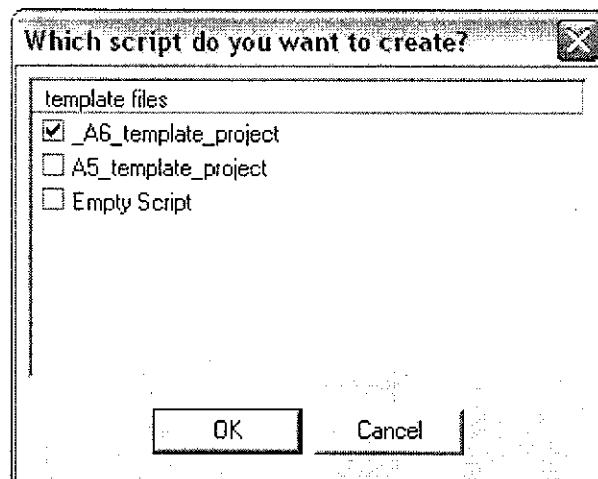 Which script do you want to create?
template files
_A6_template_project
A5_template_project
Empty Script
OK
Cancel